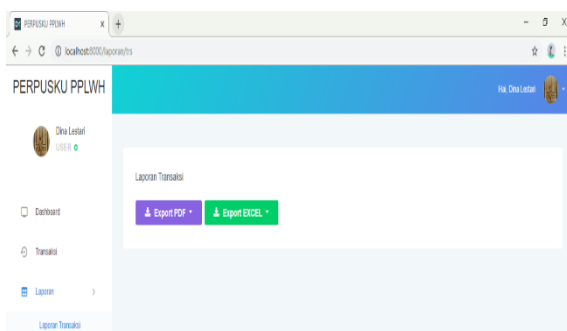 PERPUSKU PPLWH
localhost:8000/laporan/trs
PERPUSKU PPLWH
Hai, Dina Lestari
Dina Lestari
USER
Laporan Transaksi
Export PDF
Export EXCEL
Dashboard
Transaksi
Laporan
Laporan Transaksi